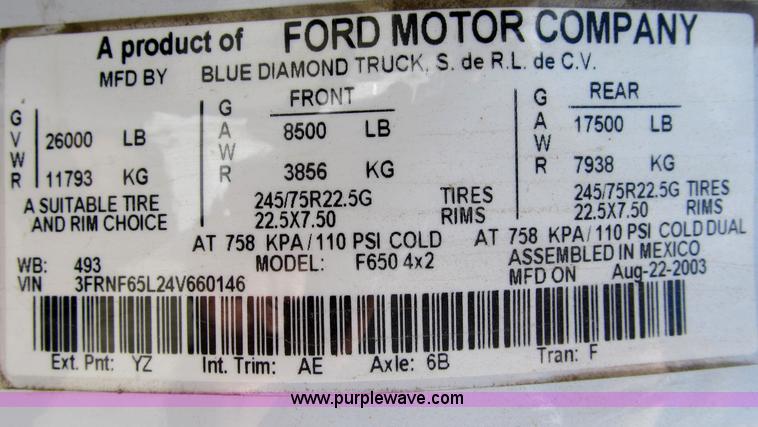 A product of FORD MOTOR COMPANY
MFD BY BLUE DIAMOND TRUCK, S. de R.L. de C.V.
GVWR 26000 LB
11793 KG
GAWR FRONT
8500 LB
3856 KG
GAWR REAR
17500 LB
7938 KG
A SUITABLE TIRE
AND RIM CHOICE
245/75R22.5G TIRES
22.5X7.50 RIMS
245/75R22.5G TIRES
22.5X7.50 RIMS
AT 758 KPA/110 PSI COLD
AT 758 KPA/110 PSI COLD DUAL
WB: 493
MODEL: F650 4x2
ASSEMBLED IN MEXICO
VIN 3FRNF65L24V660146
MFD ON Aug-22-2003
Ext. Pnt: YZ Int. Trim: AE Axle: 6B Tran: F
www.purplewave.com